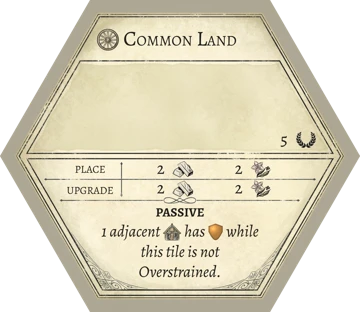 COMMON LAND
5
PLACE 2 2
UPGRADE 2 2
PASSIVE
1 adjacent has while
this tile is not
Overstrained.